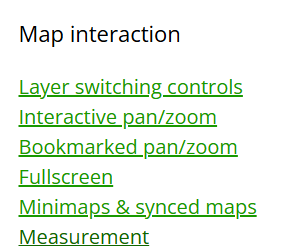 Map interaction
Layer switching controls
Interactive pan/zoom
Bookmarked pan/zoom
Fullscreen
Minimaps & synced maps
Measurement